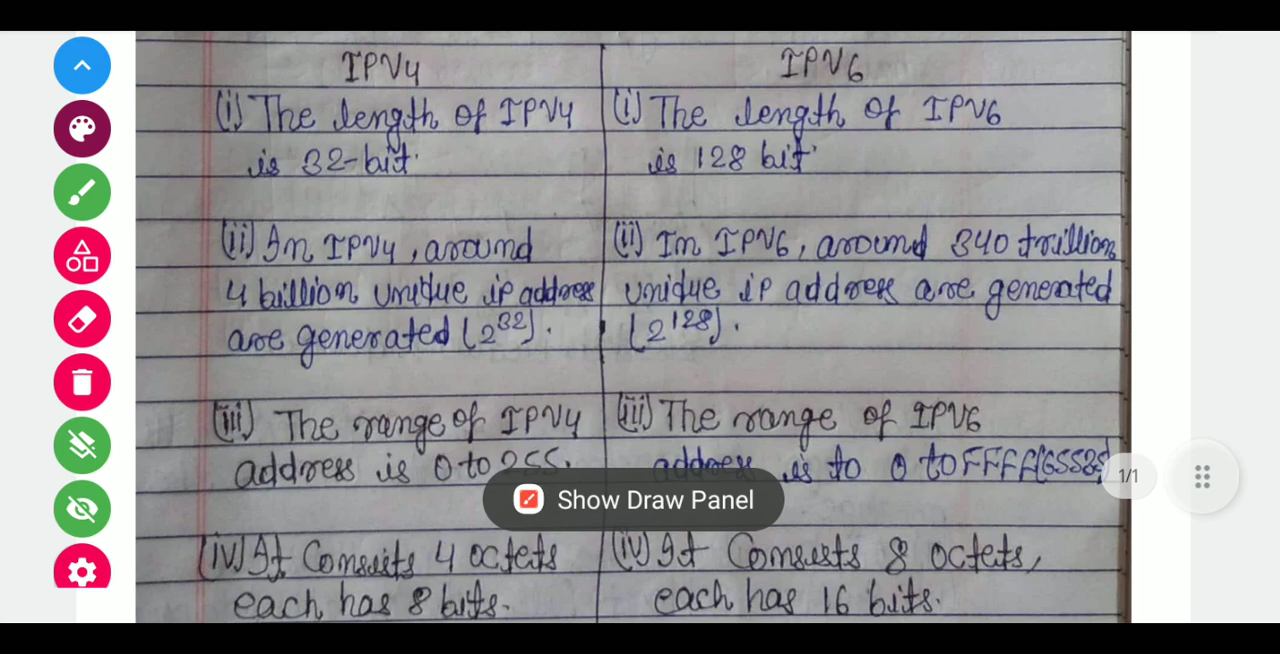 IPV4
(i) The length of IPV4
is 32-bit.
(ii) In IPV4, around
4 billion unique ip address
are generated (2^32).
(iii) The range of IPV4
address is 0 to 255.
(iv) It Consists 4 octets
each has 8 bits.
IPV6
(i) The length of IPV6
is 128 bit.
(ii) In IPV6, around 340 trillion
unique ip address are generated
(2^128).
(iii) The range of IPV6
address is to 0 to FFFF(65535)
(iv) It Consists 8 octets,
each has 16 bits.
Show Draw Panel
1/1